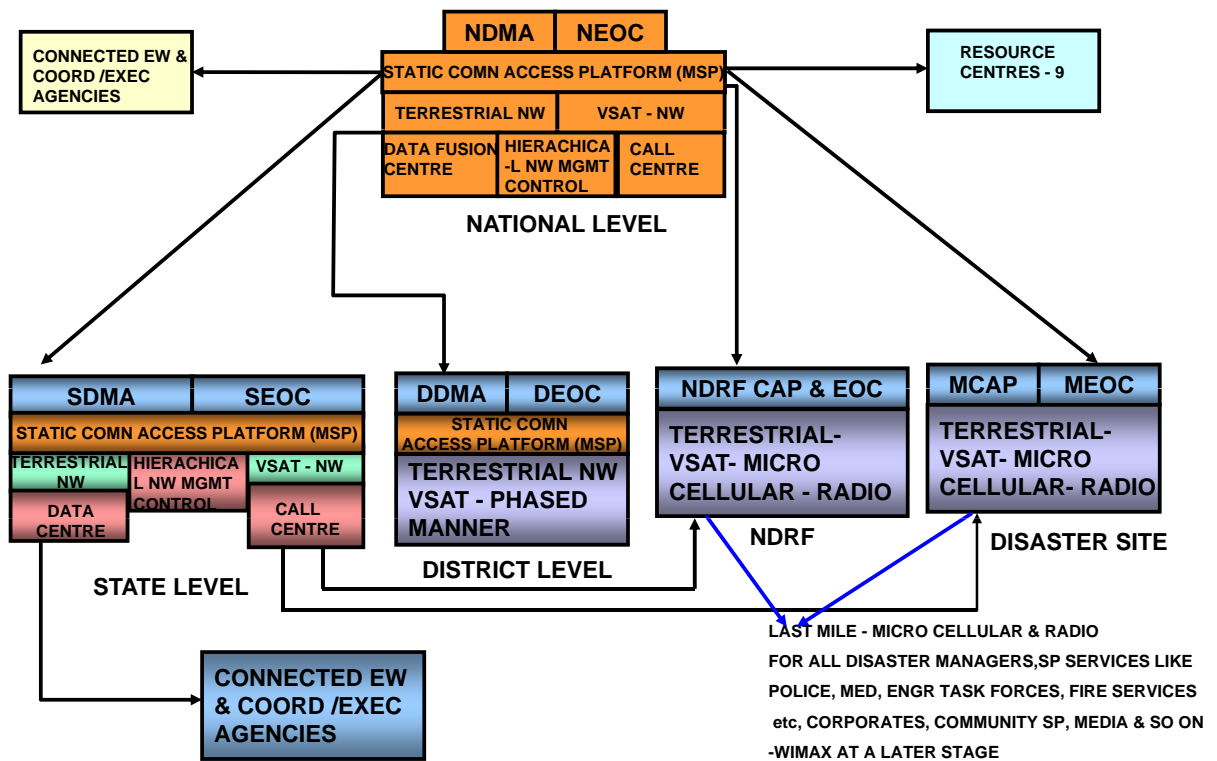 NDMA
NEOC
CONNECTED EW &
COORD /EXEC
AGENCIES
STATIC COMN ACCESS PLATFORM (MSP)
RESOURCE
CENTRES - 9
TERRESTRIAL NW
VSAT - NW
DATA FUSION
CENTRE
HIERACHICA
-L NW MGMT
CONTROL
CALL
CENTRE
NATIONAL LEVEL
SDMA
SEOC
STATIC COMN ACCESS PLATFORM (MSP)
TERRESTRIAL
NW
HIERACHICA
L NW MGMT
CONTROL
VSAT - NW
DATA
CENTRE
CALL
CENTRE
STATE LEVEL
DDMA
DEOC
STATIC COMN
ACCESS PLATFORM (MSP)
TERRESTRIAL NW
VSAT - PHASED
MANNER
DISTRICT LEVEL
NDRF CAP & EOC
TERRESTRIAL-
VSAT- MICRO
CELLULAR - RADIO
NDRF
MCAP
MEOC
TERRESTRIAL-
VSAT- MICRO
CELLULAR- RADIO
DISASTER SITE
CONNECTED EW
& COORD /EXEC
AGENCIES
LAST MILE - MICRO CELLULAR & RADIO
FOR ALL DISASTER MANAGERS,SP SERVICES LIKE
POLICE, MED, ENGR TASK FORCES, FIRE SERVICES
etc, CORPORATES, COMMUNITY SP, MEDIA & SO ON
-WIMAX AT A LATER STAGE